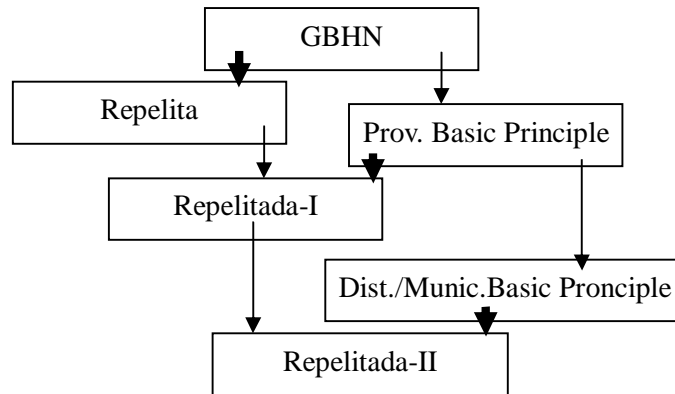 GBHN
Repelita
Prov. Basic Principle
Repelitada-I
Dist./Munic.Basic Pronciple
Repelitada-II